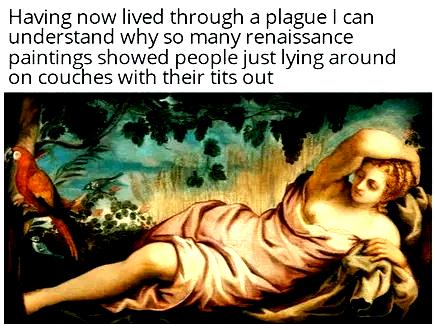 Having now lived through a plague I can
understand why so many renaissance
paintings showed people just lying around
on couches with their tits out